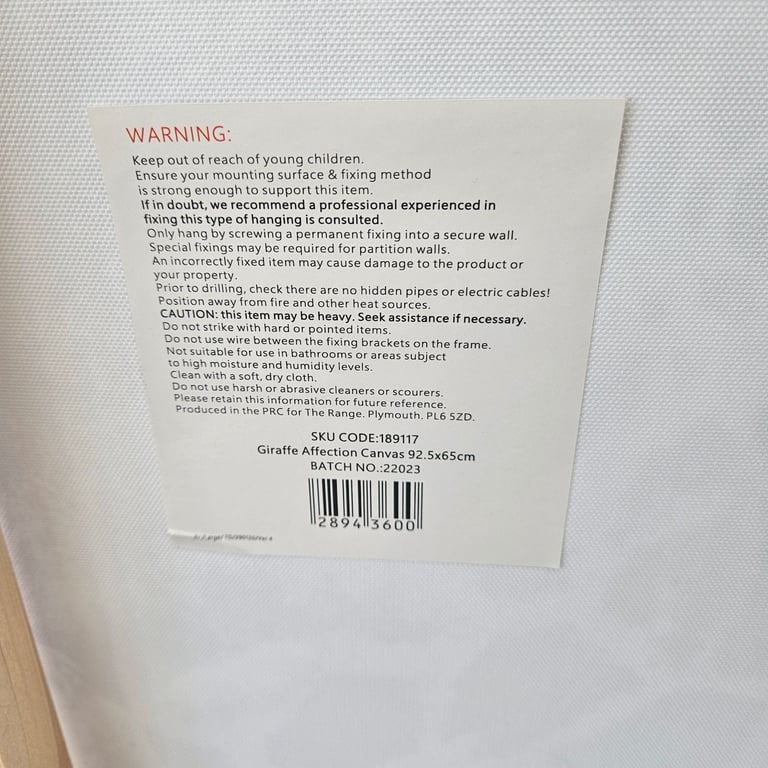 WARNING:
Keep out of reach of young children.
Ensure your mounting surface & fixing method
is strong enough to support this item.
If in doubt, we recommend a professional experienced in
fixing this type of hanging is consulted.
Only hang by screwing a permanent fixing into a secure wall.
Special fixings may be required for partition walls.
An incorrectly fixed item may cause damage to the product or
your property.
Prior to drilling, check there are no hidden pipes or electric cables!
Position away from fire and other heat sources.
CAUTION: this item may be heavy. Seek assistance if necessary.
Do not strike with hard or pointed items.
Do not use wire between the fixing brackets on the frame.
Not suitable for use in bathrooms or areas subject
to high moisture and humidity levels.
Clean with a soft, dry cloth.
Do not use harsh or abrasive cleaners or scourers.
Please retain this information for future reference.
Produced in the PRC for The Range. Plymouth. PL6 5ZD.
SKU CODE:189117
Giraffe Affection Canvas 92.5x65cm
BATCH NO.:22023
2894 3600